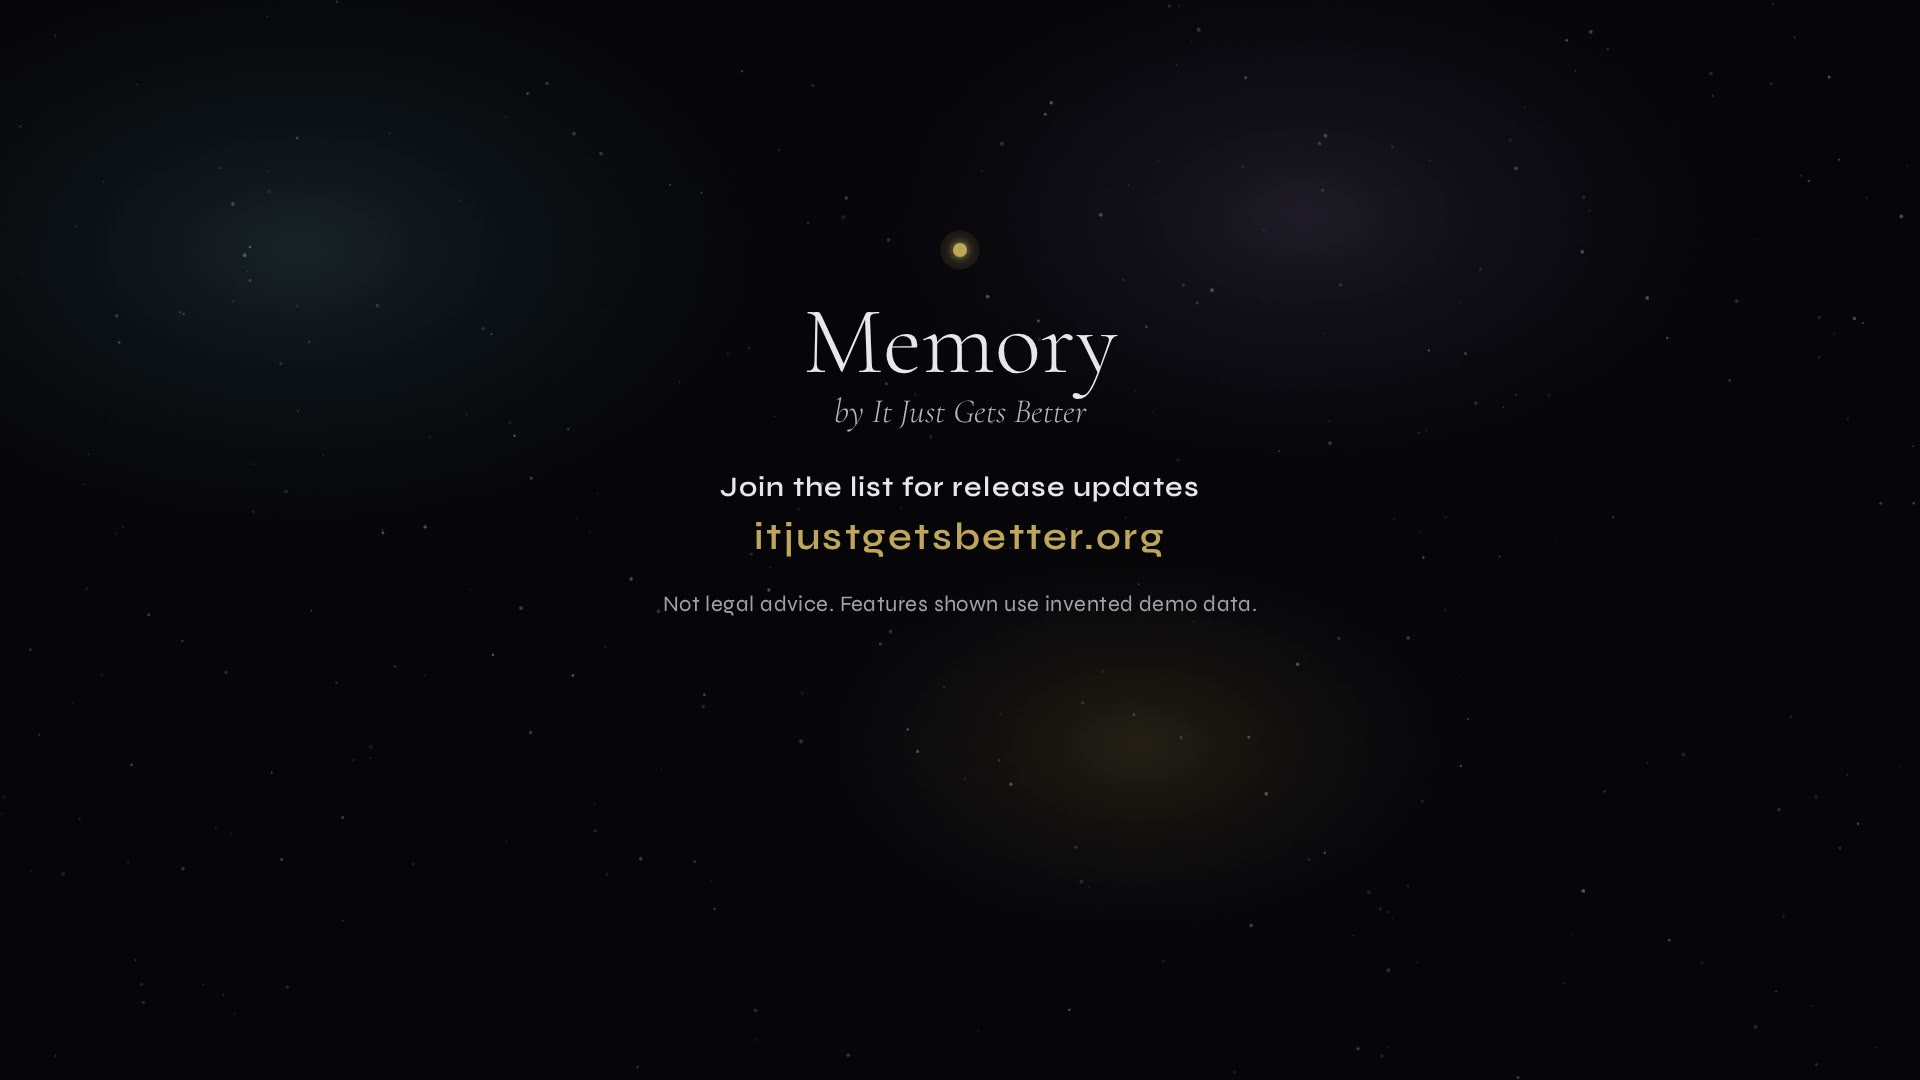 Memory
by It Just Gets Better
Join the list for release updates
itjustgetsbetter.org
Not legal advice. Features shown use invented demo data.